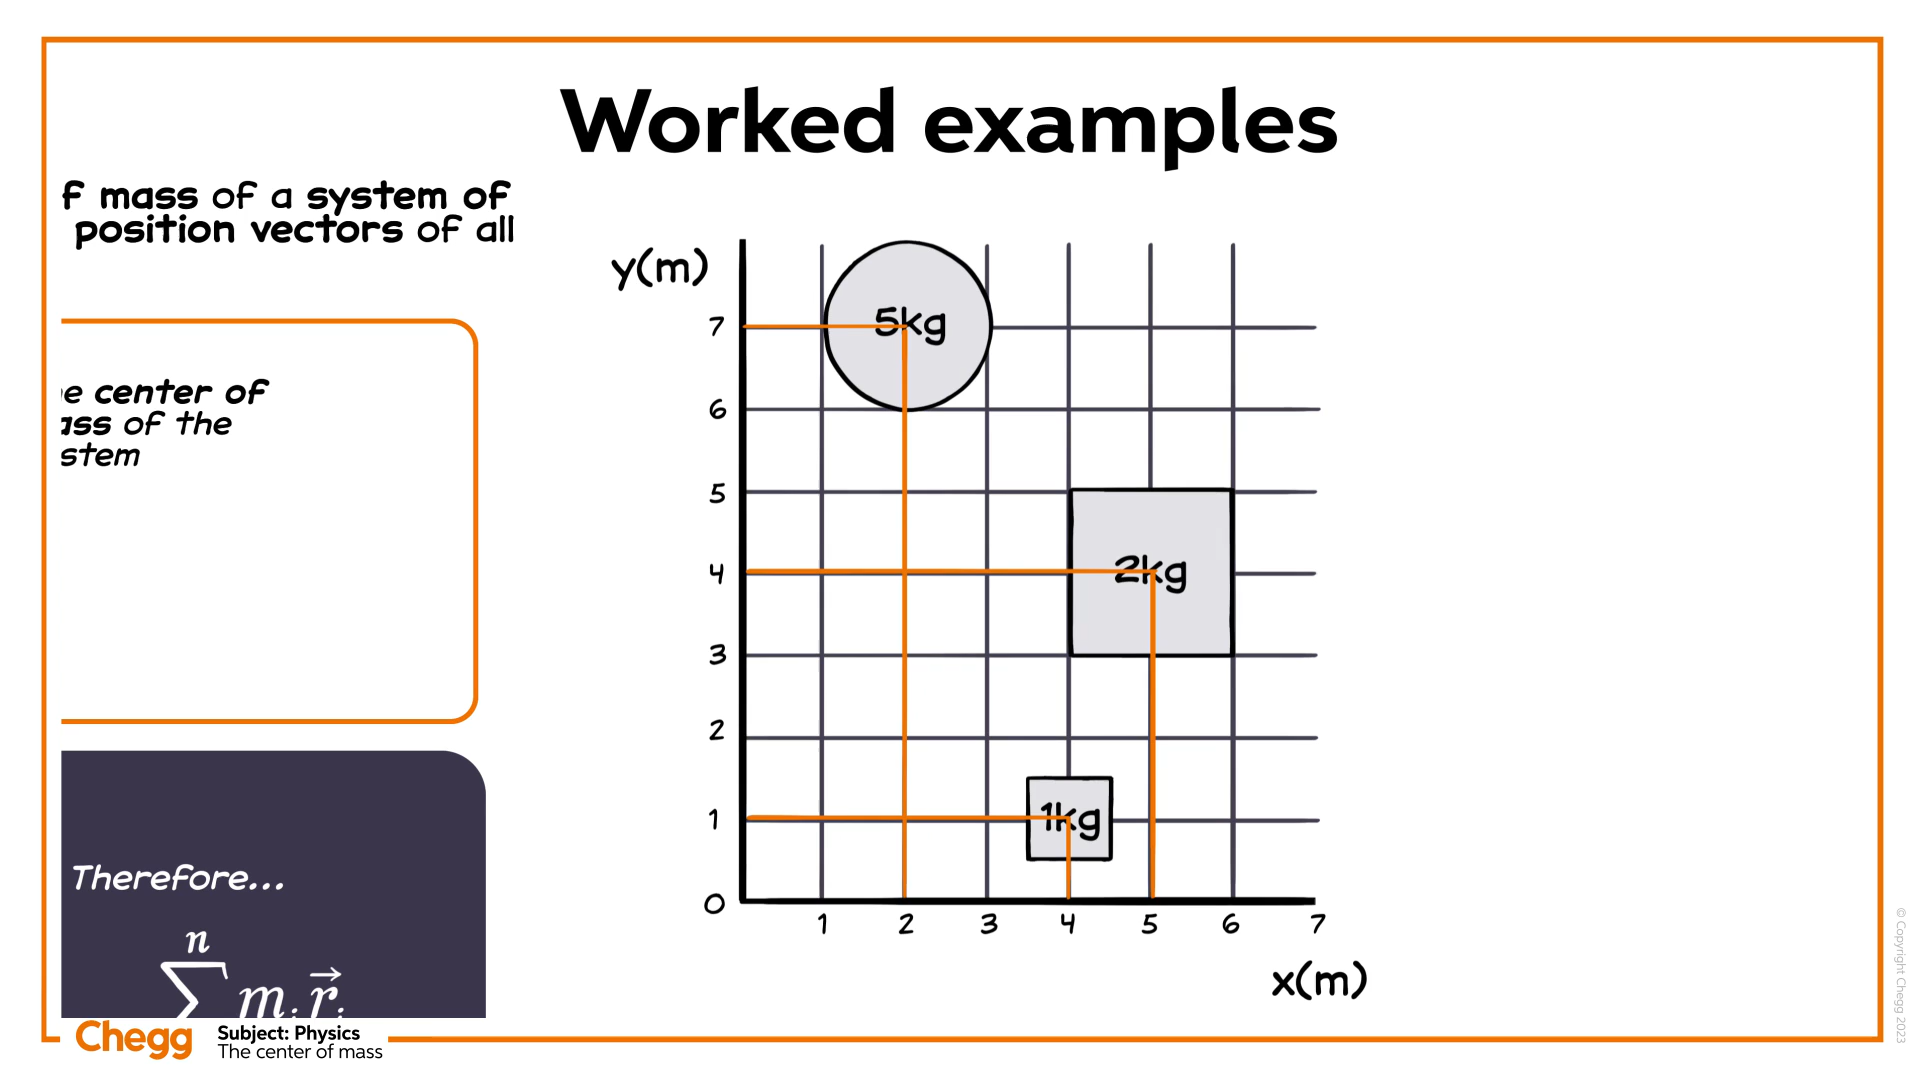 Worked examples
f mass of a system of
position vectors of all
e center of
ass of the
stem
Therefore...
n
∑ mᵢ r⃗ᵢ
y(m)
7
6
5
4
3
2
1
0
1 2 3 4 5 6 7
x(m)
5kg
2kg
1kg
Chegg
Subject: Physics
The center of mass
© Copyright Chegg 2023